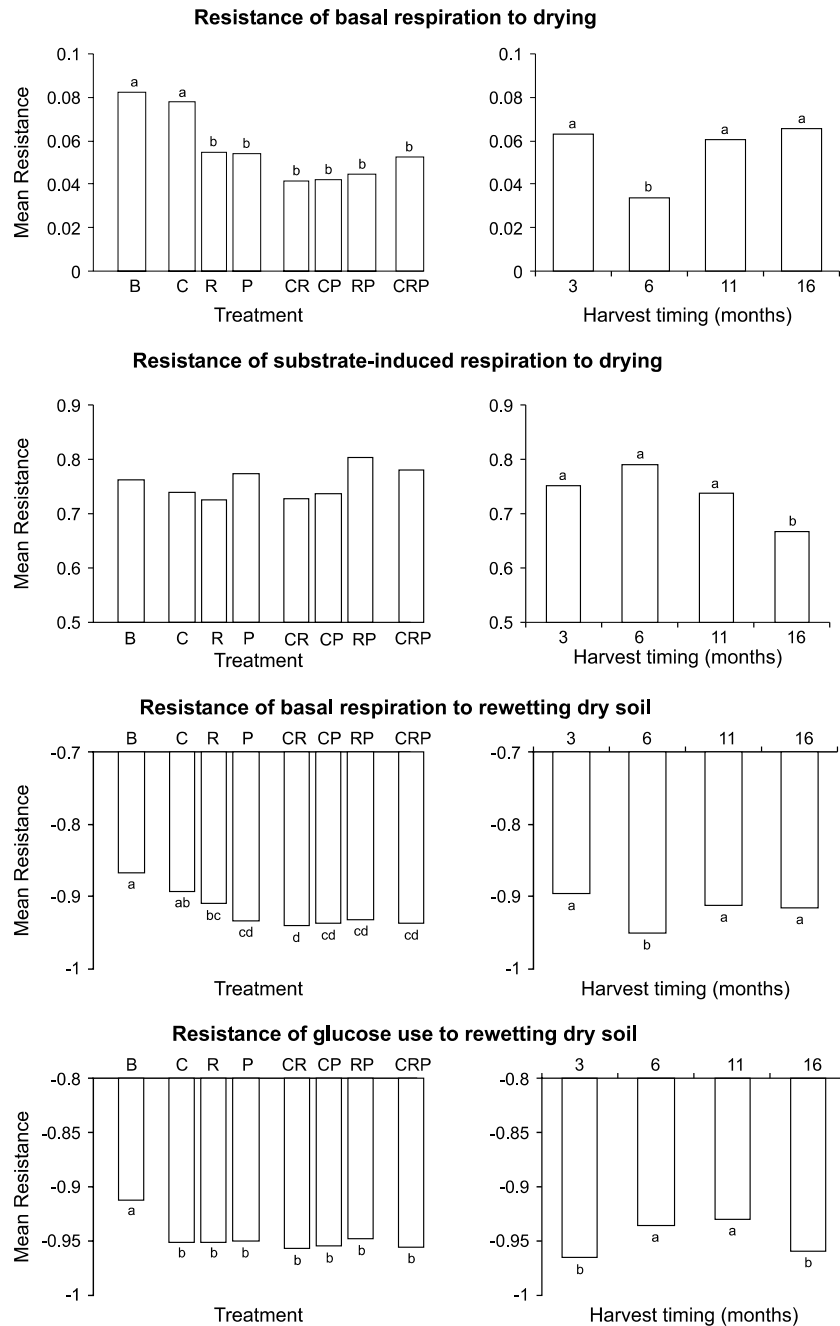 Resistance of basal respiration to drying
Mean Resistance
0.1
0.08
0.06
0.04
0.02
0
a
a
b
b
b
b
b
b
B C R P CR CP RP CRP
Treatment
0.1
0.08
0.06
0.04
0.02
0
a
b
a
a
3 6 11 16
Harvest timing (months)
Resistance of substrate-induced respiration to drying
Mean Resistance
0.9
0.8
0.7
0.6
0.5
B C R P CR CP RP CRP
Treatment
0.9
0.8
0.7
0.6
0.5
a
a
a
b
3 6 11 16
Harvest timing (months)
Resistance of basal respiration to rewetting dry soil
B C R P CR CP RP CRP
Mean Resistance
-0.7
-0.8
-0.9
-1
a
ab
bc
cd
d
cd
cd
cd
Treatment
3 6 11 16
-0.7
-0.8
-0.9
-1
a
b
a
a
Harvest timing (months)
Resistance of glucose use to rewetting dry soil
B C R P CR CP RP CRP
Mean Resistance
-0.8
-0.85
-0.9
-0.95
-1
a
b
b
b
b
b
b
b
Treatment
3 6 11 16
-0.8
-0.85
-0.9
-0.95
-1
b
a
a
b
Harvest timing (months)